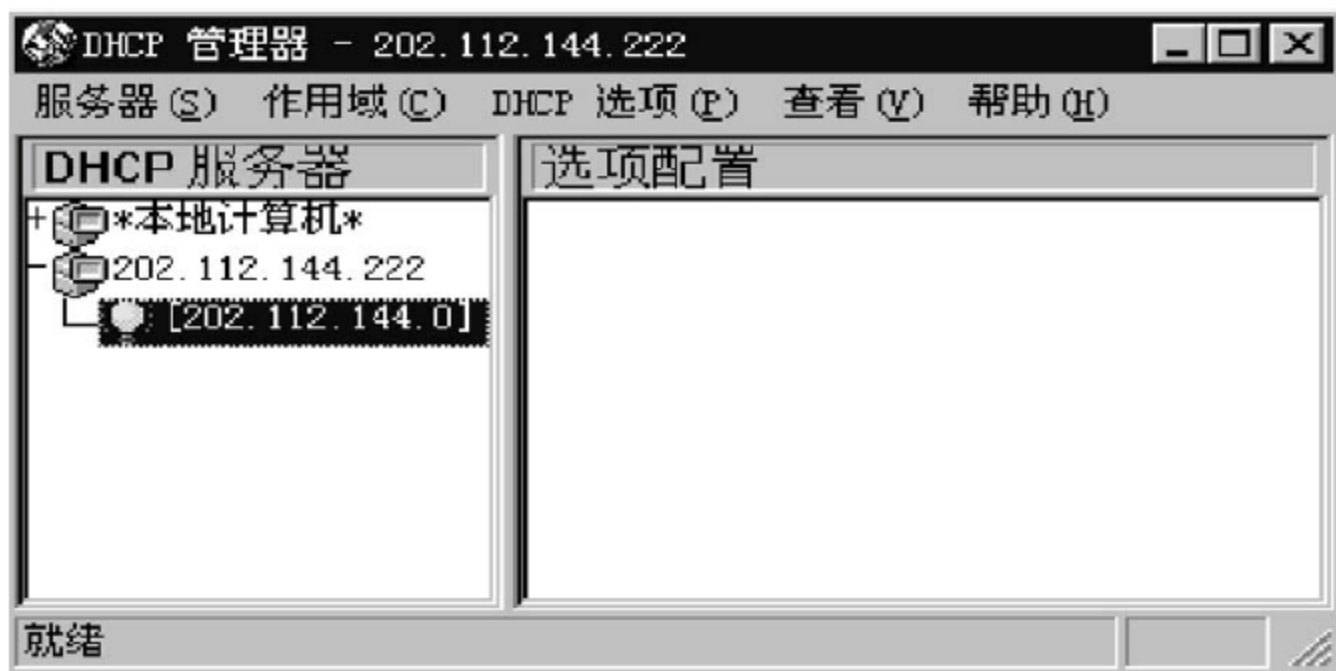 DHCP 管理器 - 202.112.144.222
服务器(S) 作用域(C) DHCP 选项(P) 查看(V) 帮助(H)
DHCP 服务器
选项配置
*本地计算机*
202.112.144.222
[202.112.144.0]
就绪